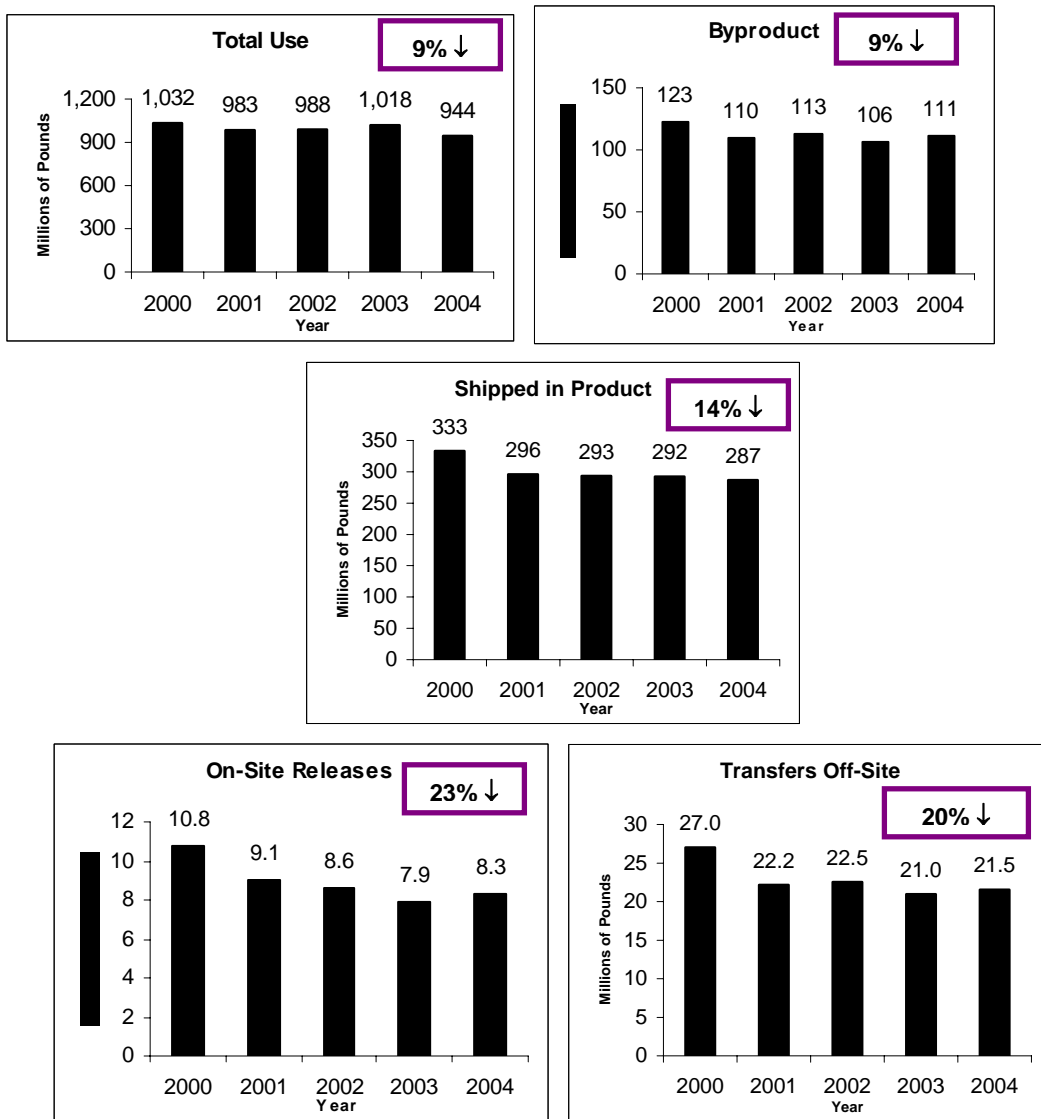 Total Use
9% ↓
Millions of Pounds
1,200
900
600
300
0
1,032 983 988 1,018 944
2000 2001 2002 2003 2004
Year
Byproduct
9% ↓
150
100
50
0
123 110 113 106 111
2000 2001 2002 2003 2004
Year
Shipped in Product
14% ↓
Millions of Pounds
350
300
250
200
150
100
50
0
333 296 293 292 287
2000 2001 2002 2003 2004
Year
On-Site Releases
23% ↓
12
10
8
6
4
2
0
10.8 9.1 8.6 7.9 8.3
2000 2001 2002 2003 2004
Year
Transfers Off-Site
20% ↓
Millions of Pounds
30
25
20
15
10
5
0
27.0 22.2 22.5 21.0 21.5
2000 2001 2002 2003 2004
Year